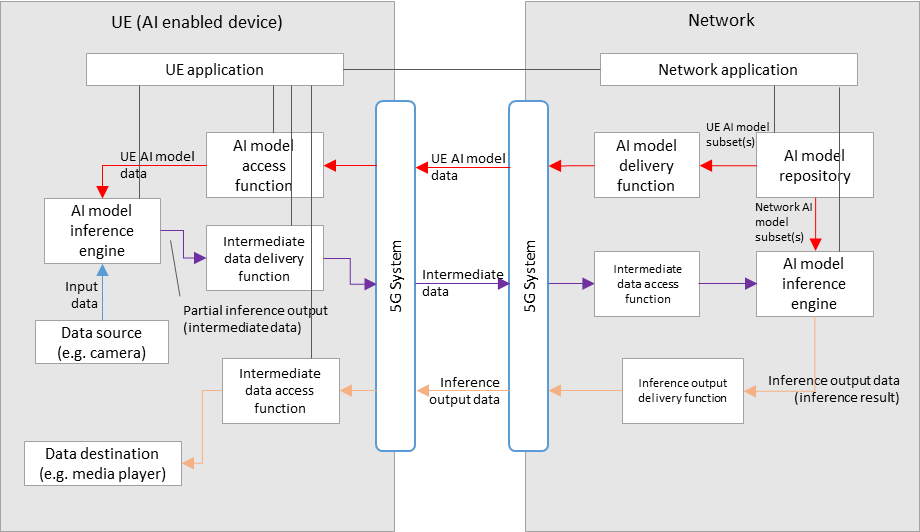 UE (AI enabled device)
Network
UE application
Network application
UE AI model
data
AI model
access
function
UE AI model
data
AI model
delivery
function
UE AI model
subset(s)
AI model
repository
Network AI
model
subset(s)
AI model
inference
engine
Intermediate
data delivery
function
5G System
Intermediate
data
5G System
Intermediate
data access
function
AI model
inference
engine
Input
data
Partial inference output
(intermediate data)
Data source
(e.g. camera)
Intermediate
data access
function
Inference
output data
Inference output
delivery function
Inference output data
(inference result)
Data destination
(e.g. media player)